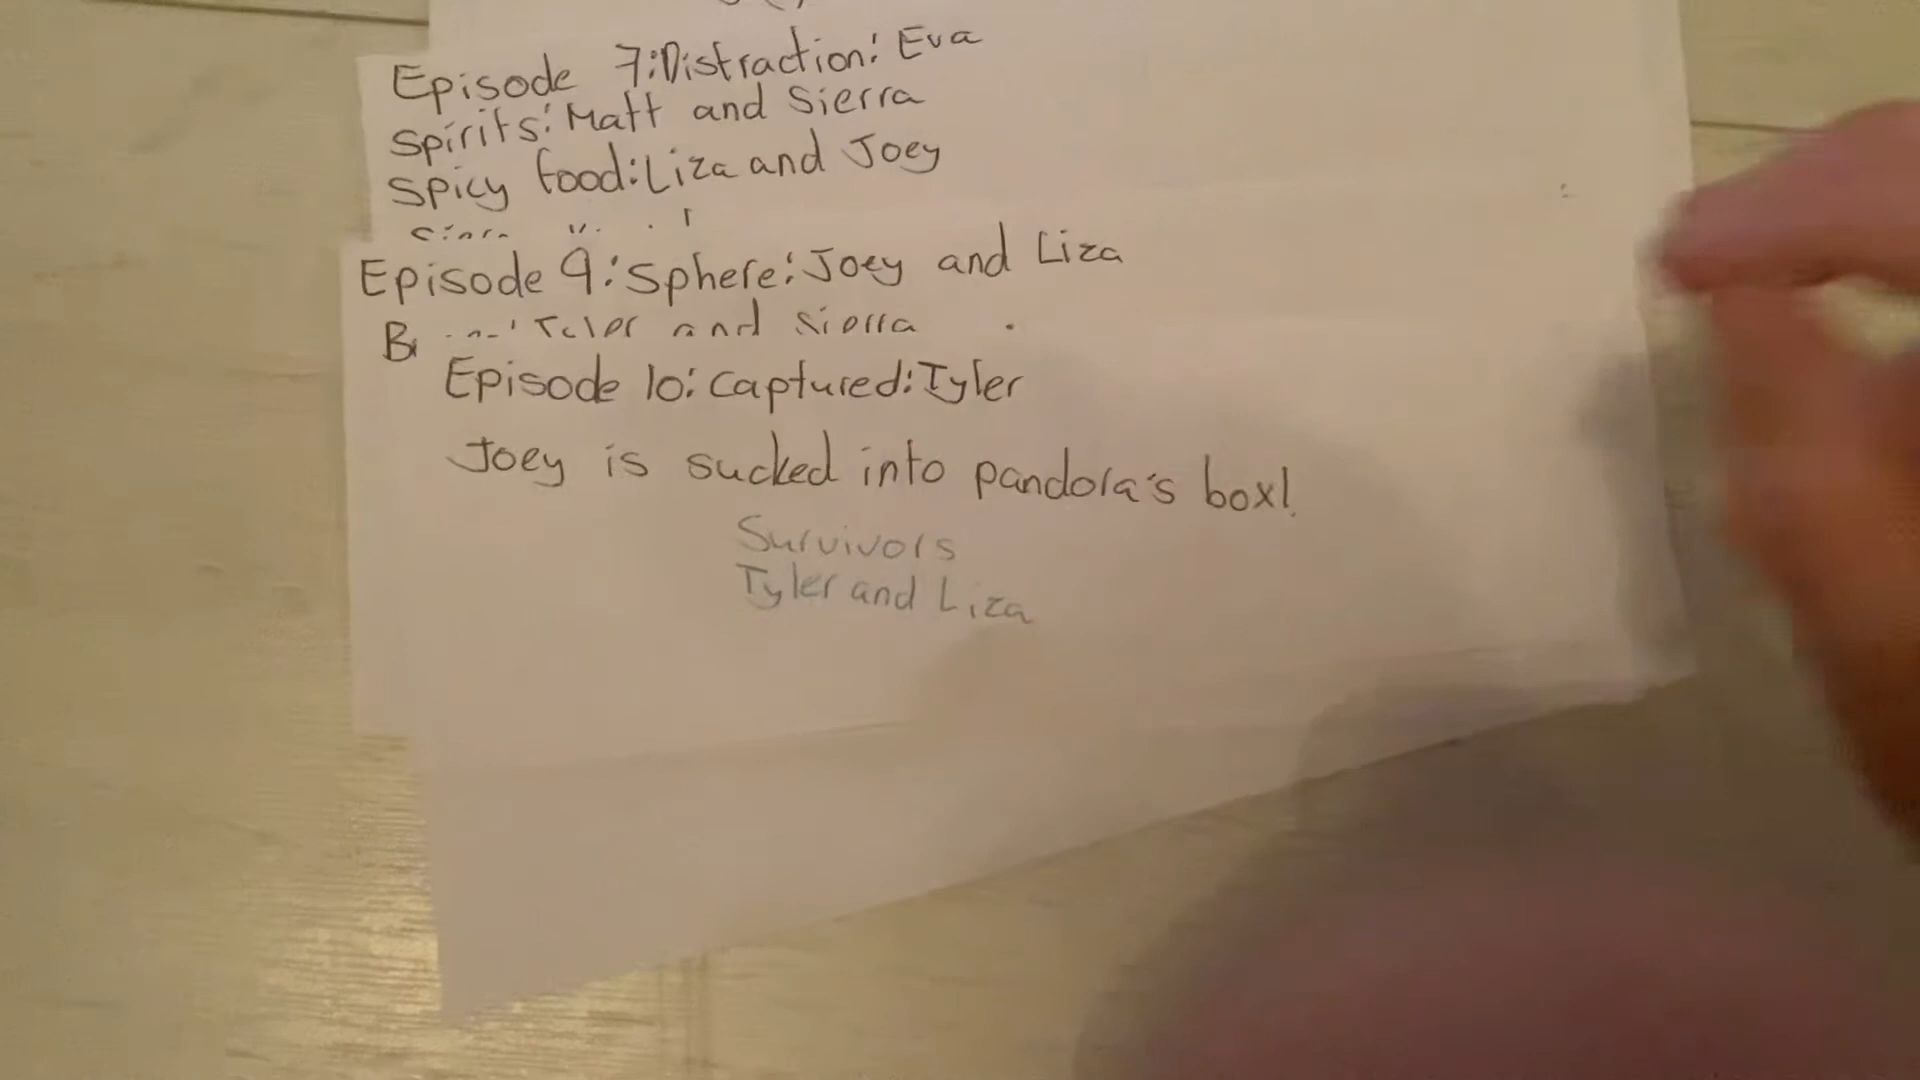 Episode 7:Distraction: Eva
Spirits: Matt and Sierra
Spicy food:Liza and Joey
Episode 9:Sphere:Joey and Liza
and Sierra
Episode 10:Captured:Tyler
Joey is sucked into pandora's box!
Survivors
Tyler and Liza